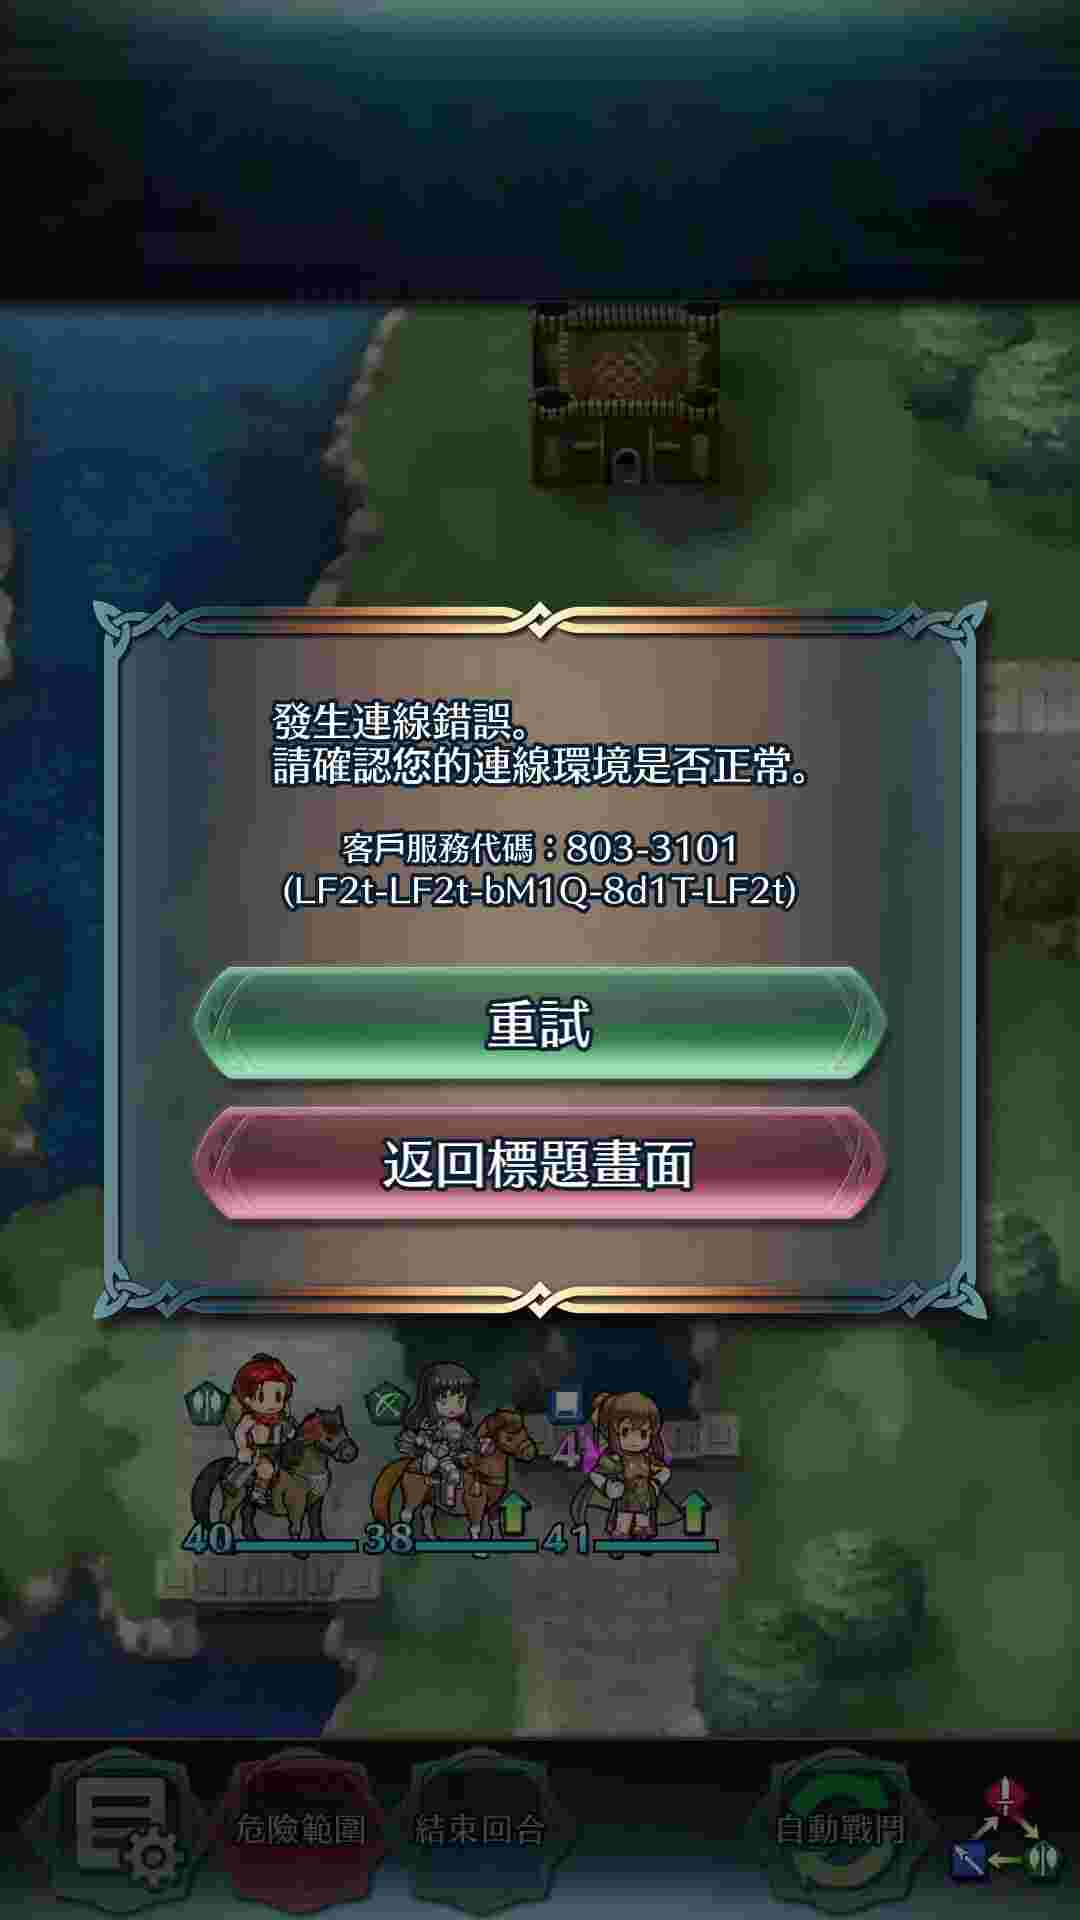 發生連線錯誤。
請確認您的連線環境是否正常。
客戶服務代碼：803-3101
(LF2t-LF2t-bM1Q-8d1T-LF2t)
重試
返回標題畫面
4
40
38
41
危險範圍
結束回合
自動戰鬥